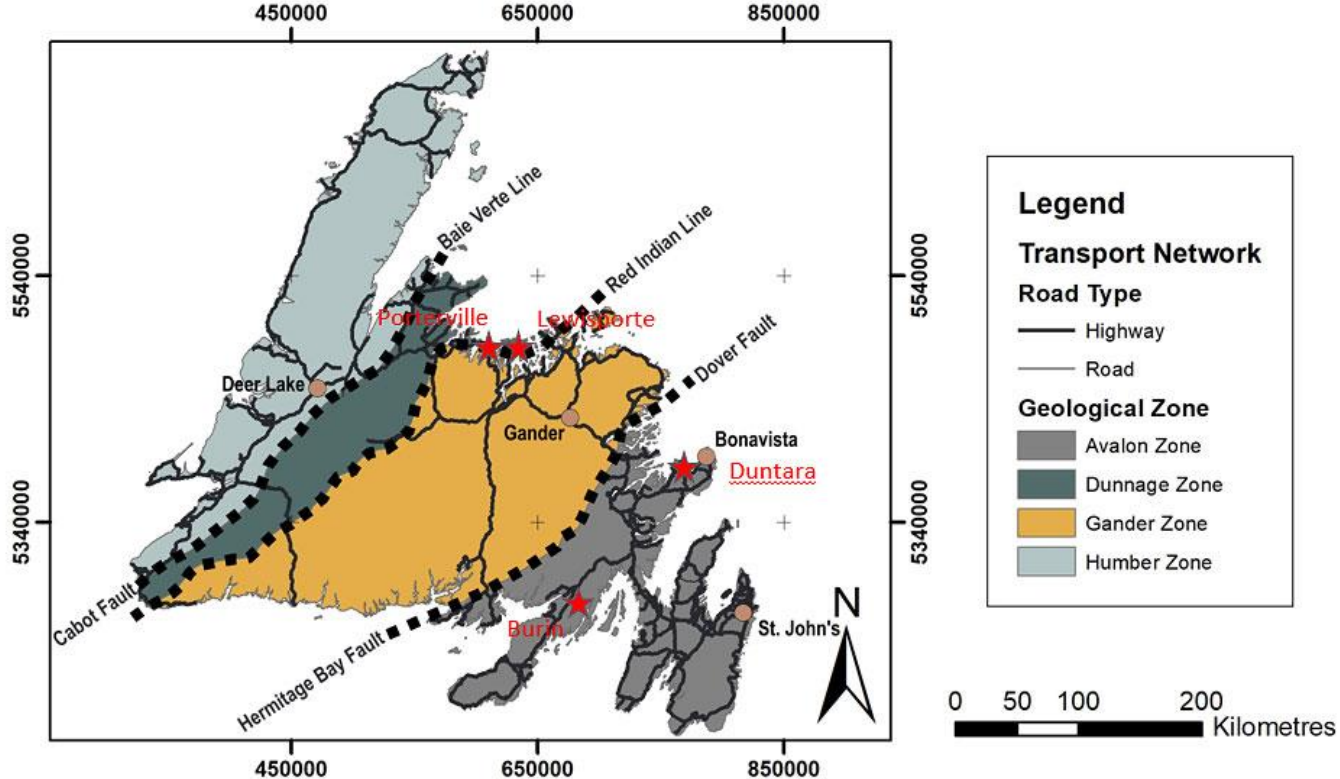 450000
650000
850000
5540000
5540000
5340000
5340000
Baie Verte Line
Red Indian Line
Porterville
Lewisporte
Dover Fault
Deer Lake
Gander
Bonavista
Duntara
Cabot Fault
Burin
St. John's
N
Hermitage Bay Fault
450000
650000
850000
Legend
Transport Network
Road Type
Highway
Road
Geological Zone
Avalon Zone
Dunnage Zone
Gander Zone
Humber Zone
0 50 100 200
Kilometres